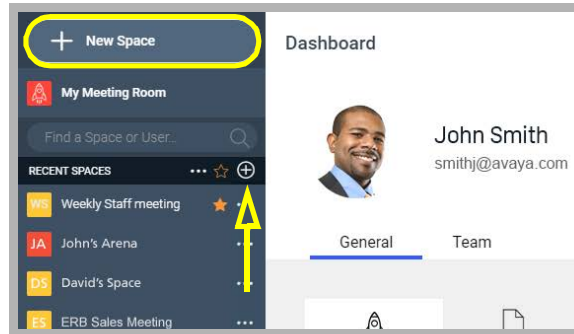 New Space
Dashboard
My Meeting Room
Find a Space or User...
RECENT SPACES
WS Weekly Staff meeting
JA John's Arena
DS David's Space
ES ERB Sales Meeting
John Smith
smithj@avaya.com
General
Team